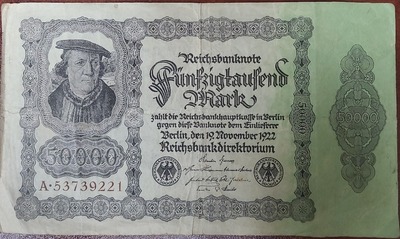 Reichsbanknote
Fünfzigtausend
Mark
zahlt die Reichsbankhauptkasse in Berlin
gegen diese Banknote dem Einlieferer
Berlin, den 19. November 1922
Reichsbankdirektorium
50000
A·53739221
50000
50000